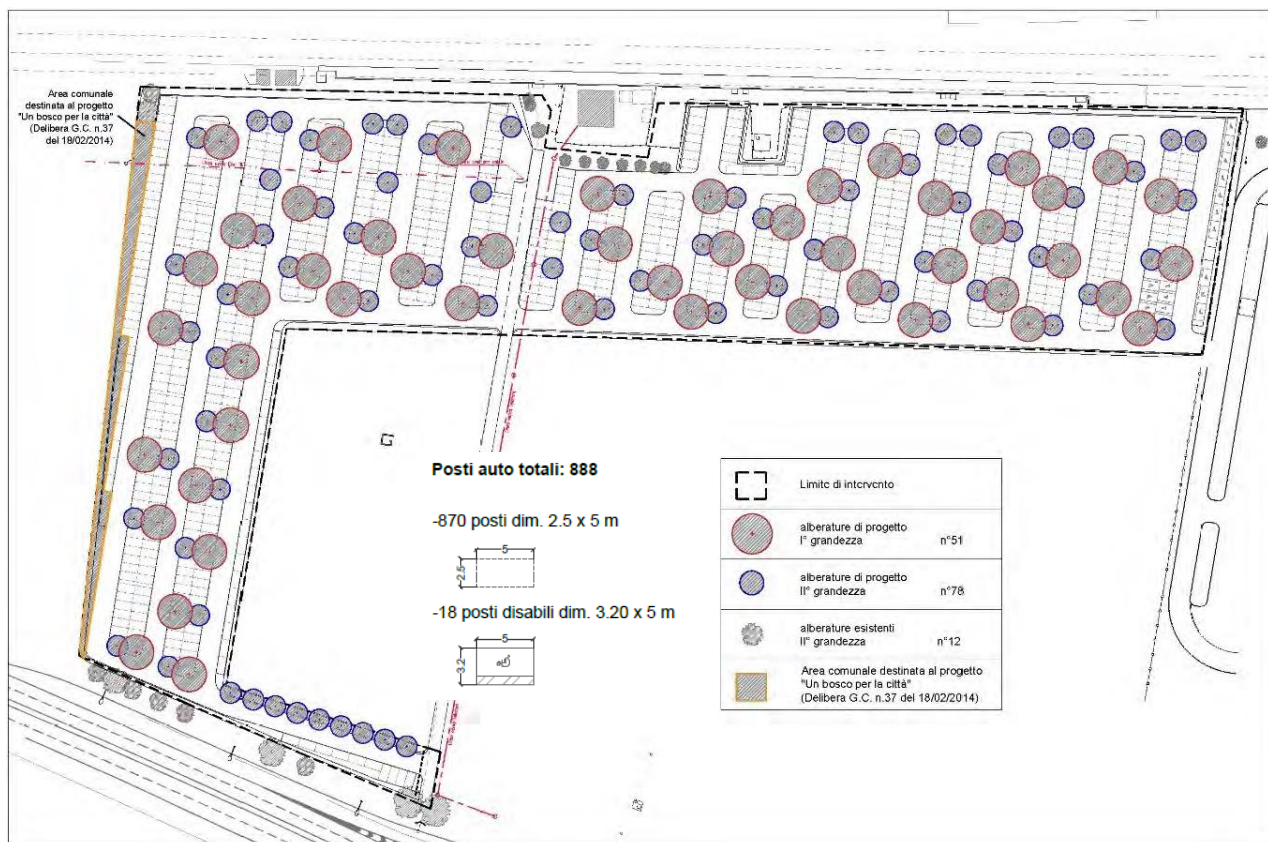 Area comunale
destinata al progetto
"Un bosco per la città"
(Delibera G.C. n.37
del 18/02/2014)
Posti auto totali: 888
-870 posti dim. 2.5 x 5 m
5
2.5
-18 posti disabili dim. 3.20 x 5 m
5
3.2
Limite di intervento
alberature di progetto
I° grandezza n°51
alberature di progetto
II° grandezza n°78
alberature esistenti
II° grandezza n°12
Area comunale destinata al progetto
"Un bosco per la città"
(Delibera G.C. n.37 del 18/02/2014)